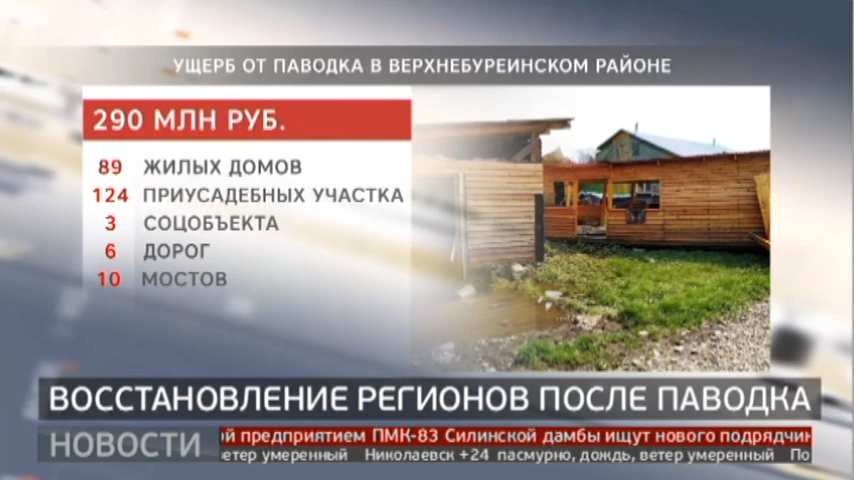 УЩЕРБ ОТ ПАВОДКА В ВЕРХНЕБУРЕИНСКОМ РАЙОНЕ
290 МЛН РУБ.
89 ЖИЛЫХ ДОМОВ
124 ПРИУСАДЕБНЫХ УЧАСТКА
3 СОЦОБЪЕКТА
6 ДОРОГ
10 МОСТОВ
ВОССТАНОВЛЕНИЕ РЕГИОНОВ ПОСЛЕ ПАВОДКА
НОВОСТИ
ой предприятием ПМК-83 Силинской дамбы ищут нового подрядчи
ветер умеренный Николаевск +24 пасмурно, дождь, ветер умеренный По